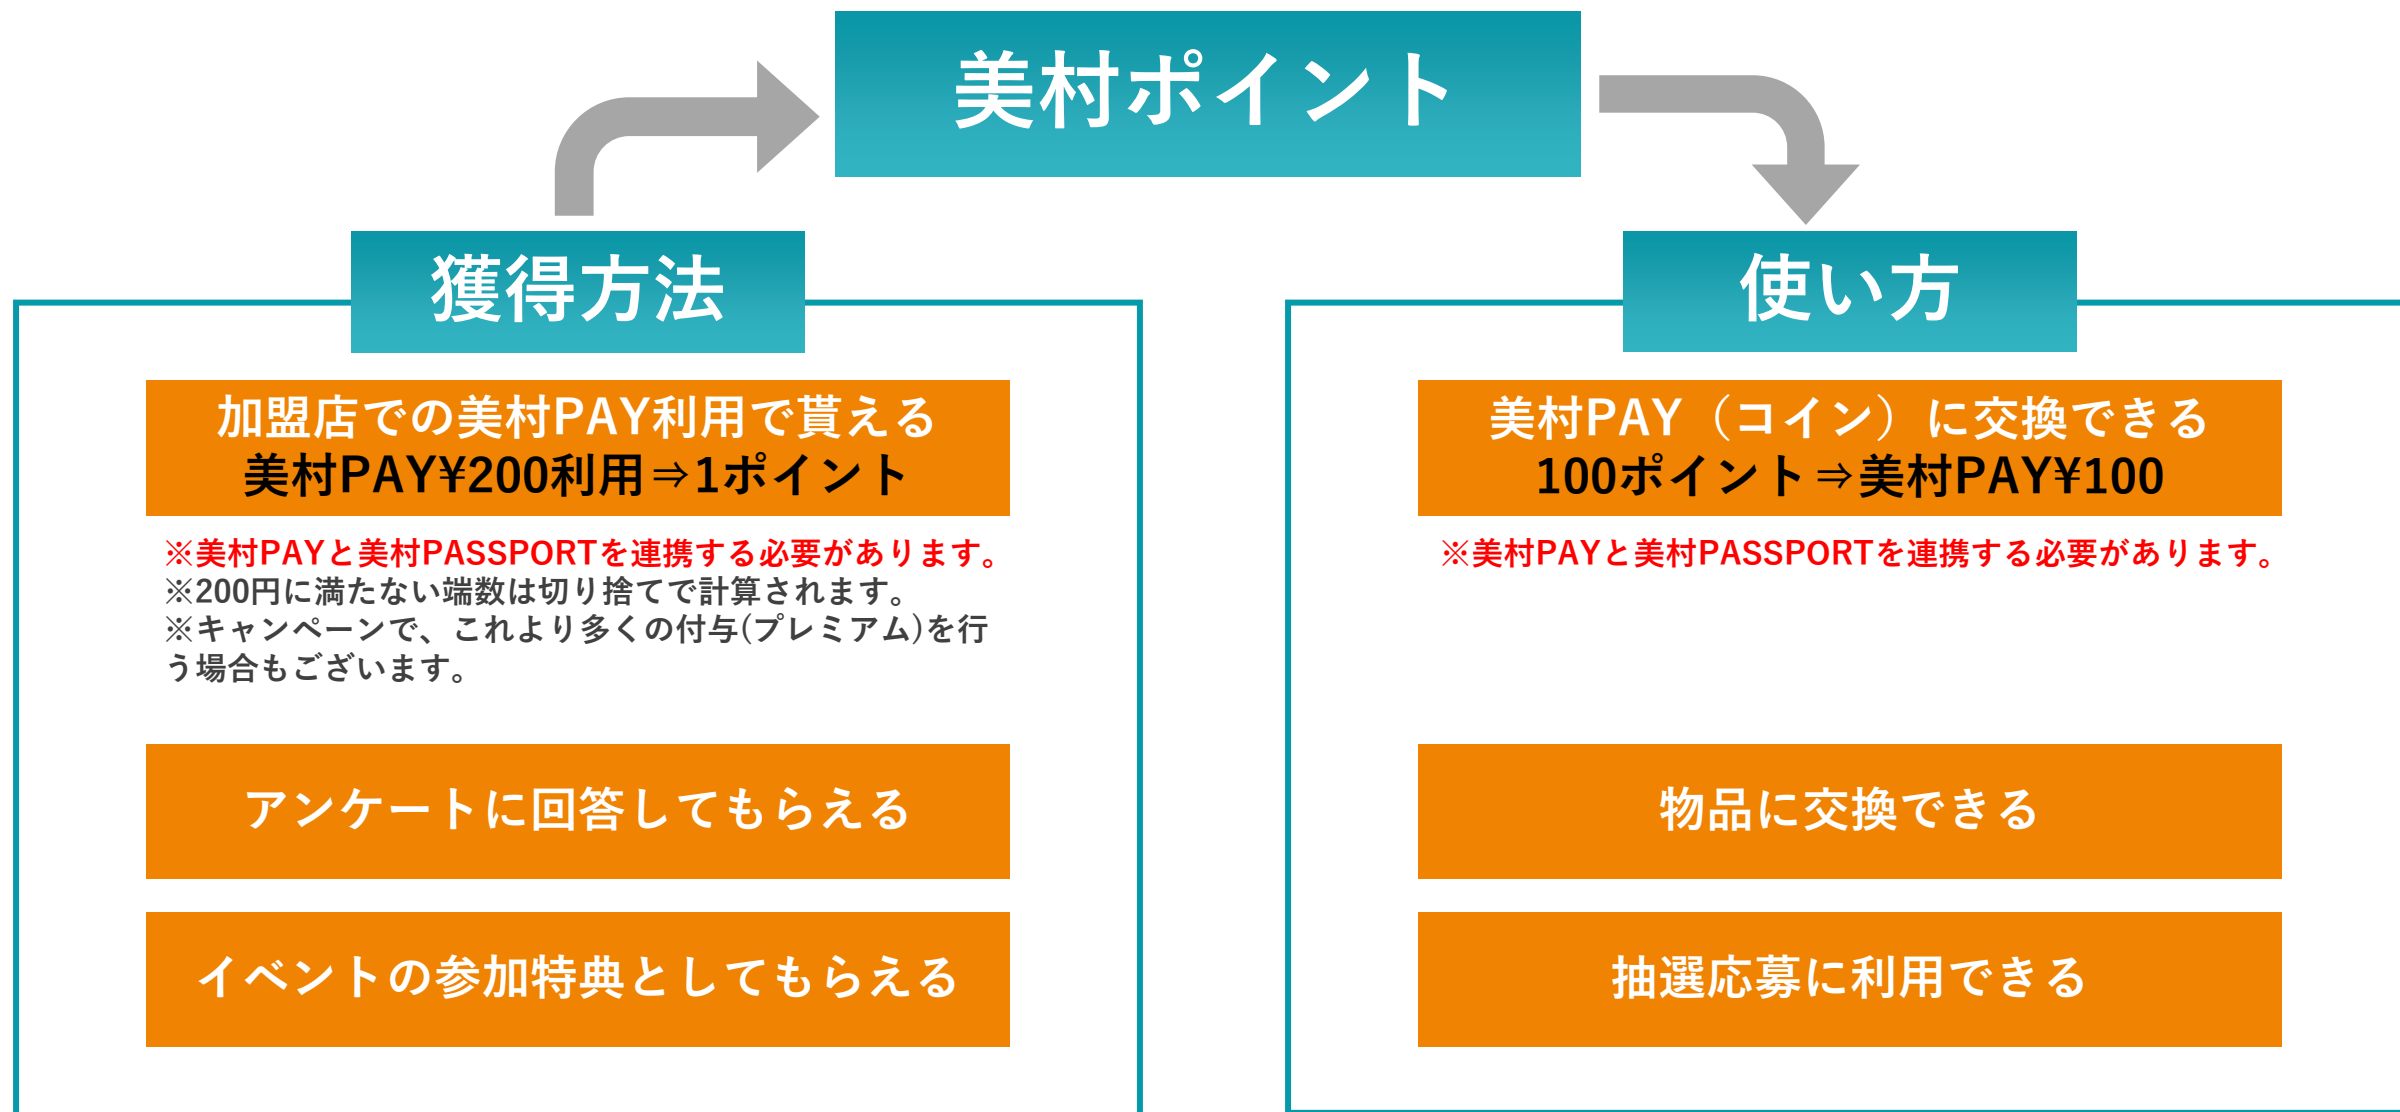 美村ポイント
獲得方法
加盟店での美村PAY利用で貰える
美村PAY¥200利用⇒1ポイント
※美村PAYと美村PASSPORTを連携する必要があります。
※200円に満たない端数は切り捨てで計算されます。
※キャンペーンで、これより多くの付与(プレミアム)を行
う場合もございます。
アンケートに回答してもらえる
イベントの参加特典としてもらえる
使い方
美村PAY（コイン）に交換できる
100ポイント⇒美村PAY¥100
※美村PAYと美村PASSPORTを連携する必要があります。
物品に交換できる
抽選応募に利用できる